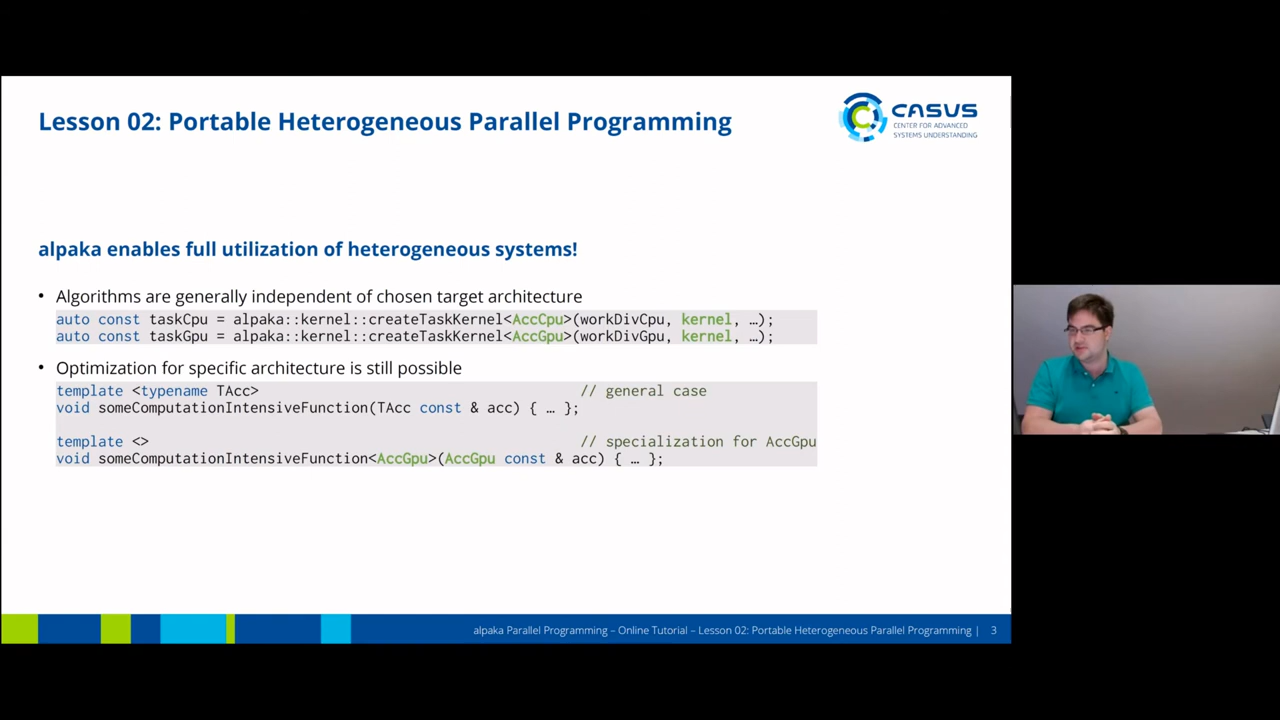 Lesson 02: Portable Heterogeneous Parallel Programming
CASUS
CENTER FOR ADVANCED
SYSTEMS UNDERSTANDING
alpaka enables full utilization of heterogeneous systems!
• Algorithms are generally independent of chosen target architecture
auto const taskCpu = alpaka::kernel::createTaskKernel<AccCpu>(workDivCpu, kernel, …);
auto const taskGpu = alpaka::kernel::createTaskKernel<AccGpu>(workDivGpu, kernel, …);
• Optimization for specific architecture is still possible
template <typename TAcc> // general case
void someComputationIntensiveFunction(TAcc const & acc) { … };
template <> // specialization for AccGpu
void someComputationIntensiveFunction<AccGpu>(AccGpu const & acc) { … };
alpaka Parallel Programming – Online Tutorial – Lesson 02: Portable Heterogeneous Parallel Programming | 3